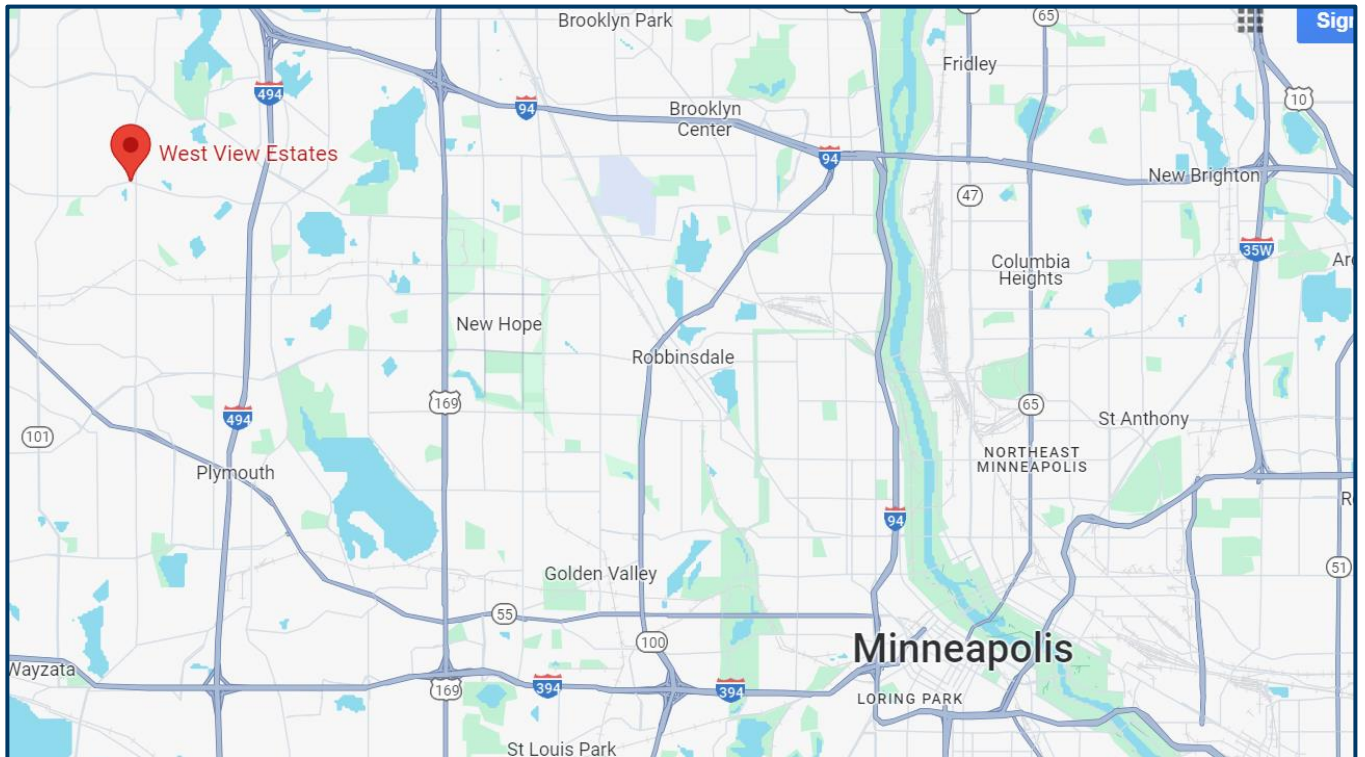 Brooklyn Park
65
Sign
Fridley
494
94
Brooklyn
Center
10
West View Estates
94
47
New Brighton
35W
Columbia
Heights
New Hope
Robbinsdale
169
65
494
101
St Anthony
NORTHEAST
MINNEAPOLIS
Plymouth
94
Golden Valley
51
55
100
Minneapolis
Wayzata
169
394
394
LORING PARK
St Louis Park